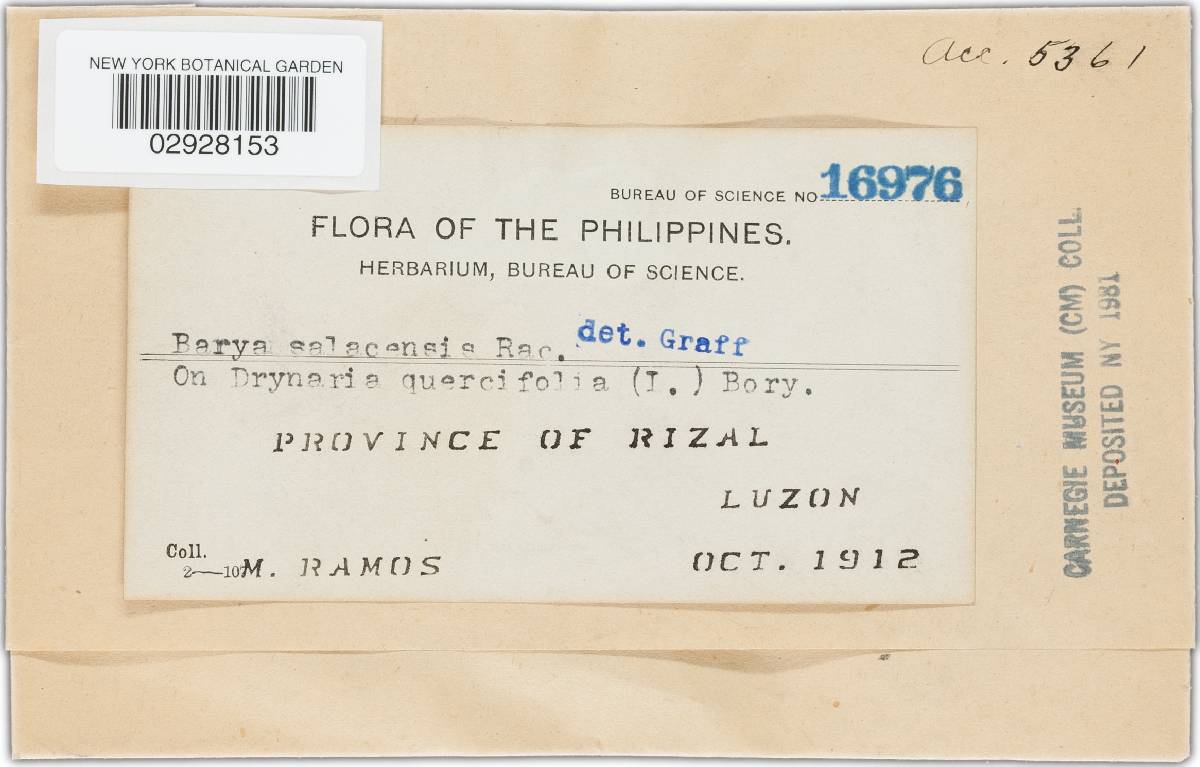 NEW YORK BOTANICAL GARDEN
02928153
Acc. 5361
BUREAU OF SCIENCE NO 16976
FLORA OF THE PHILIPPINES.
HERBARIUM, BUREAU OF SCIENCE.
Barya salacensis Rac. det. Graff
On Drynaria quercifolia (L.) Bory.
PROVINCE OF RIZAL
LUZON
Coll.
2—107 M. RAMOS OCT. 1912
CARNEGIE MUSEUM (CM) COLL.
DEPOSITED NY 1981